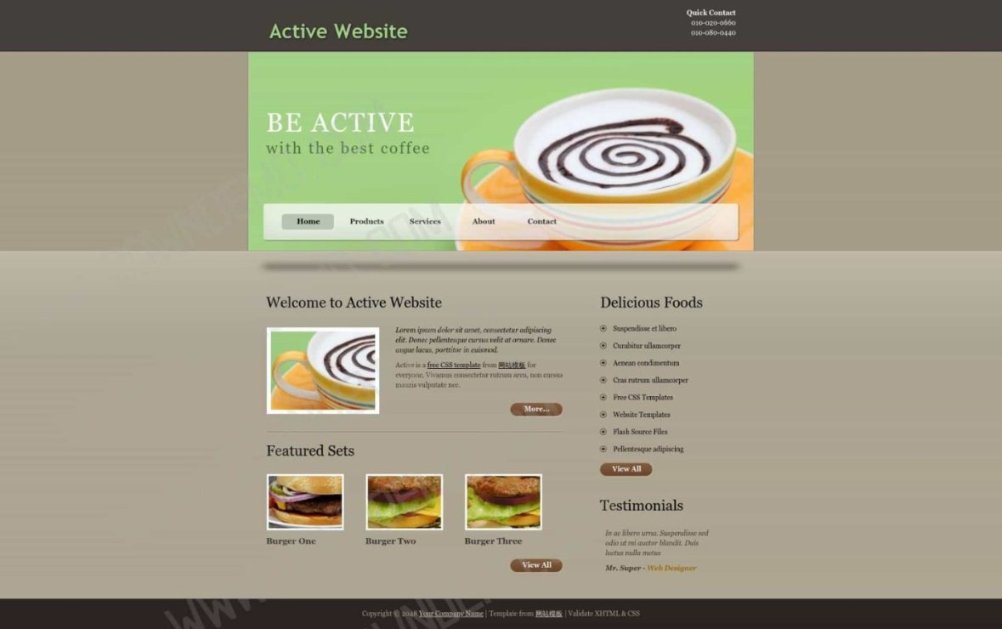 Active Website
Quick Contact
010-020-0660
010-089-0440
BE ACTIVE
with the best coffee
Home Products Services About Contact
Welcome to Active Website
Lorem ipsum dolor sit amet, consectetur adipiscing
elit. Donec pellentesque cursus velit at ornare. Donec
augue lacus, porttitor in euismod.
Active is a free CSS template from 网站模板 for
everyone. Vivamus consectetur rutrum arcu, non cursus
mauris vulputate nec.
More...
Featured Sets
Burger One
Burger Two
Burger Three
View All
Delicious Foods
Suspendisse et libero
Curabitur ullamcorper
Aenean condimentum
Cras rutrum ullamcorper
Free CSS Templates
Website Templates
Flash Source Files
Pellentesque adipiscing
View All
Testimonials
In ac libero urna. Suspendisse sed
odio ut mi auctor blandit. Duis
luctus nulla metus
Mr. Super - Web Designer
Copyright © Your Company Name | Template from 网站模板 | Validate XHTML & CSS